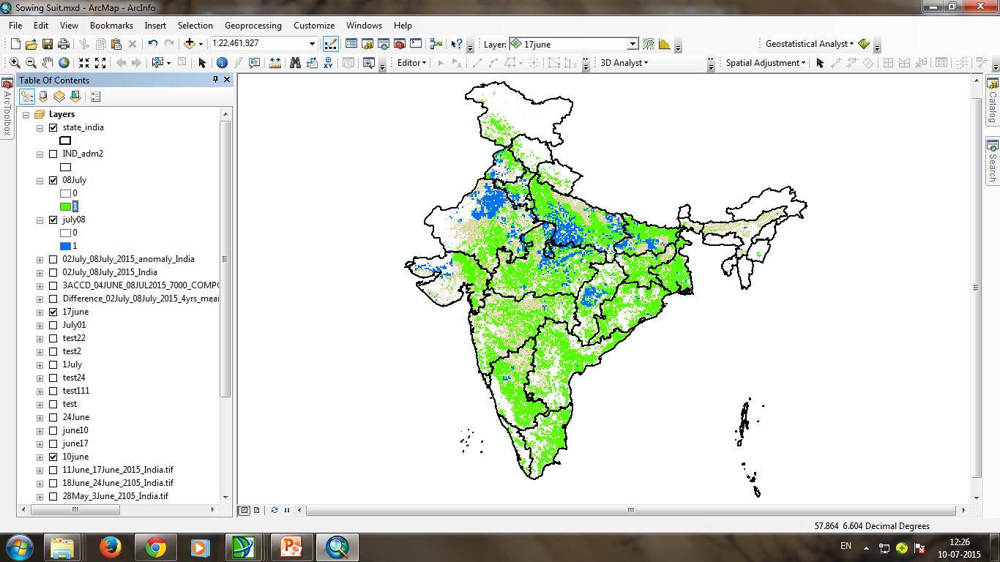 Sowing Suit.mxd - ArcMap - ArcInfo
File Edit View Bookmarks Insert Selection Geoprocessing Customize Windows Help
1:22,461,927 Layer: 17june Geostatistical Analyst
Editor 3D Analyst Spatial Adjustment
Table Of Contents
ArcToolbox
Catalog
Search
Layers
state_india
IND_adm2
08July
0
1
july08
0
1
02July_08July_2015_anomaly_India
02July_08July_2015_India
3ACCD_04JUNE_08JUL2015_7000_COMPO
Difference_02July_08July_2015_4yrs_mear
17june
July01
test22
test2
1July
test24
test111
test
24June
june10
june17
10june
11June_17June_2015_India.tif
18June_24June_2105_India.tif
28May_3June_2105_India.tif
57.864 6.604 Decimal Degrees
EN
12:26
10-07-2015